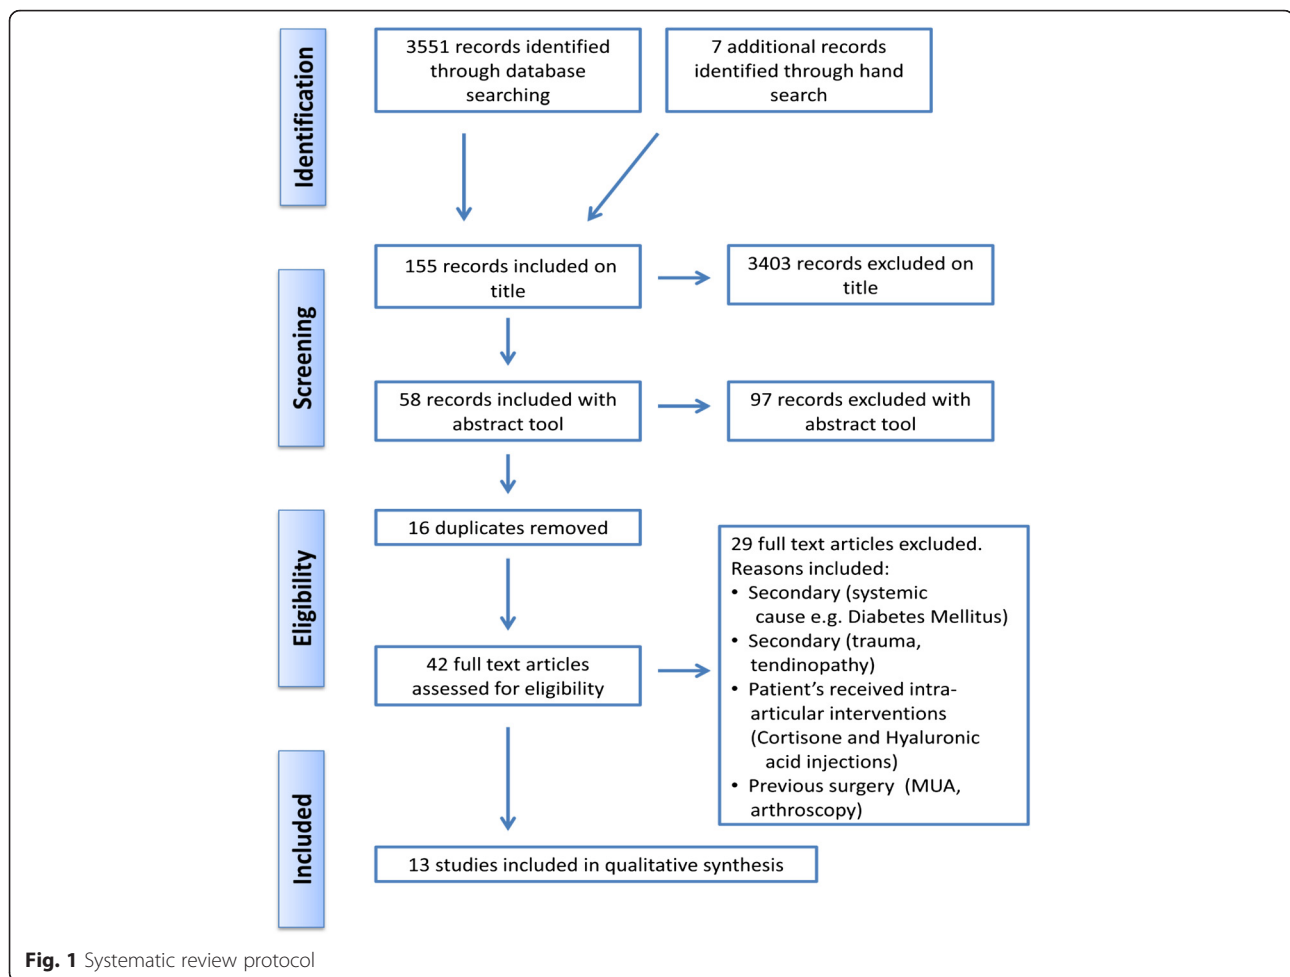 Identification
3551 records identified
through database
searching
7 additional records
identified through hand
search
Screening
155 records included on
title
3403 records excluded on
title
58 records included with
abstract tool
97 records excluded with
abstract tool
Eligibility
16 duplicates removed
42 full text articles
assessed for eligibility
29 full text articles excluded.
Reasons included:
• Secondary (systemic
cause e.g. Diabetes Mellitus)
• Secondary (trauma,
tendinopathy)
• Patient's received intra-
articular interventions
(Cortisone and Hyaluronic
acid injections)
• Previous surgery (MUA,
arthroscopy)
Included
13 studies included in qualitative synthesis
Fig. 1 Systematic review protocol